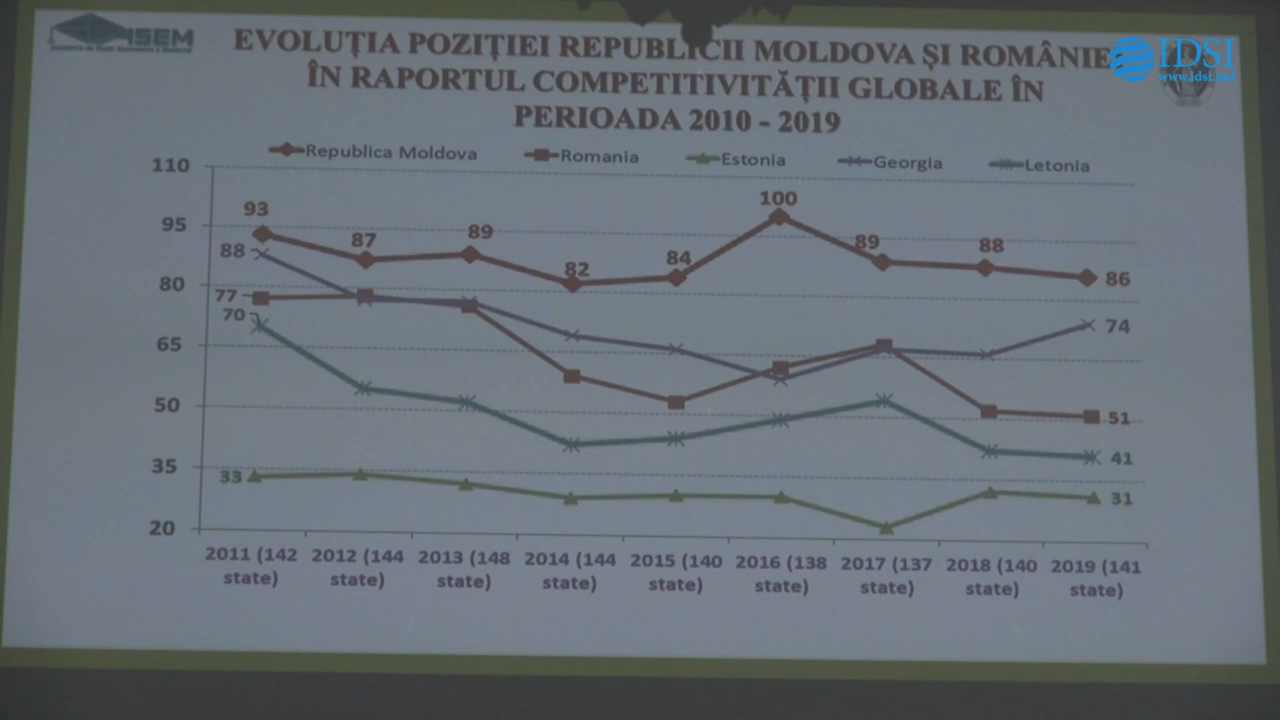 ISEM
IDSI
www.idsi.md
EVOLUȚIA POZIȚIEI REPUBLICII MOLDOVA ȘI ROMÂNIE
ÎN RAPORTUL COMPETITIVITĂȚII GLOBALE ÎN
PERIOADA 2010 - 2019
Republica Moldova Romania Estonia Georgia Letonia
110
95
80
65
50
35
20
93 87 89 82 84 100 89 88 86
88 74
77 51
70 41
33 31
2011 (142 2012 (144 2013 (148 2014 (144 2015 (140 2016 (138 2017 (137 2018 (140 2019 (141
state) state) state) state) state) state) state) state) state)